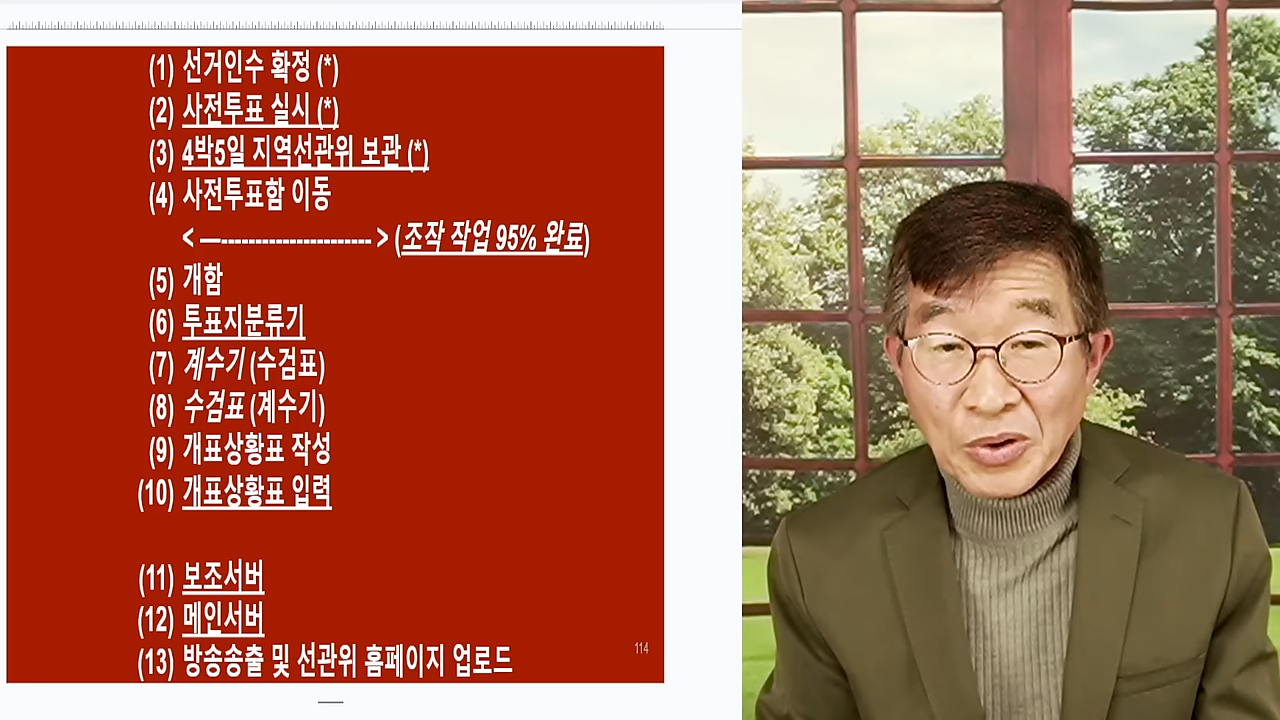 (1) 선거인수 확정 (*)
(2) 사전투표 실시 (*)
(3) 4박5일 지역선관위 보관 (*)
(4) 사전투표함 이동
< —---------------------- > (조작 작업 95% 완료)
(5) 개함
(6) 투표지분류기
(7) 계수기 (수검표)
(8) 수검표 (계수기)
(9) 개표상황표 작성
(10) 개표상황표 입력
(11) 보조서버
(12) 메인서버
(13) 방송송출 및 선관위 홈페이지 업로드
114